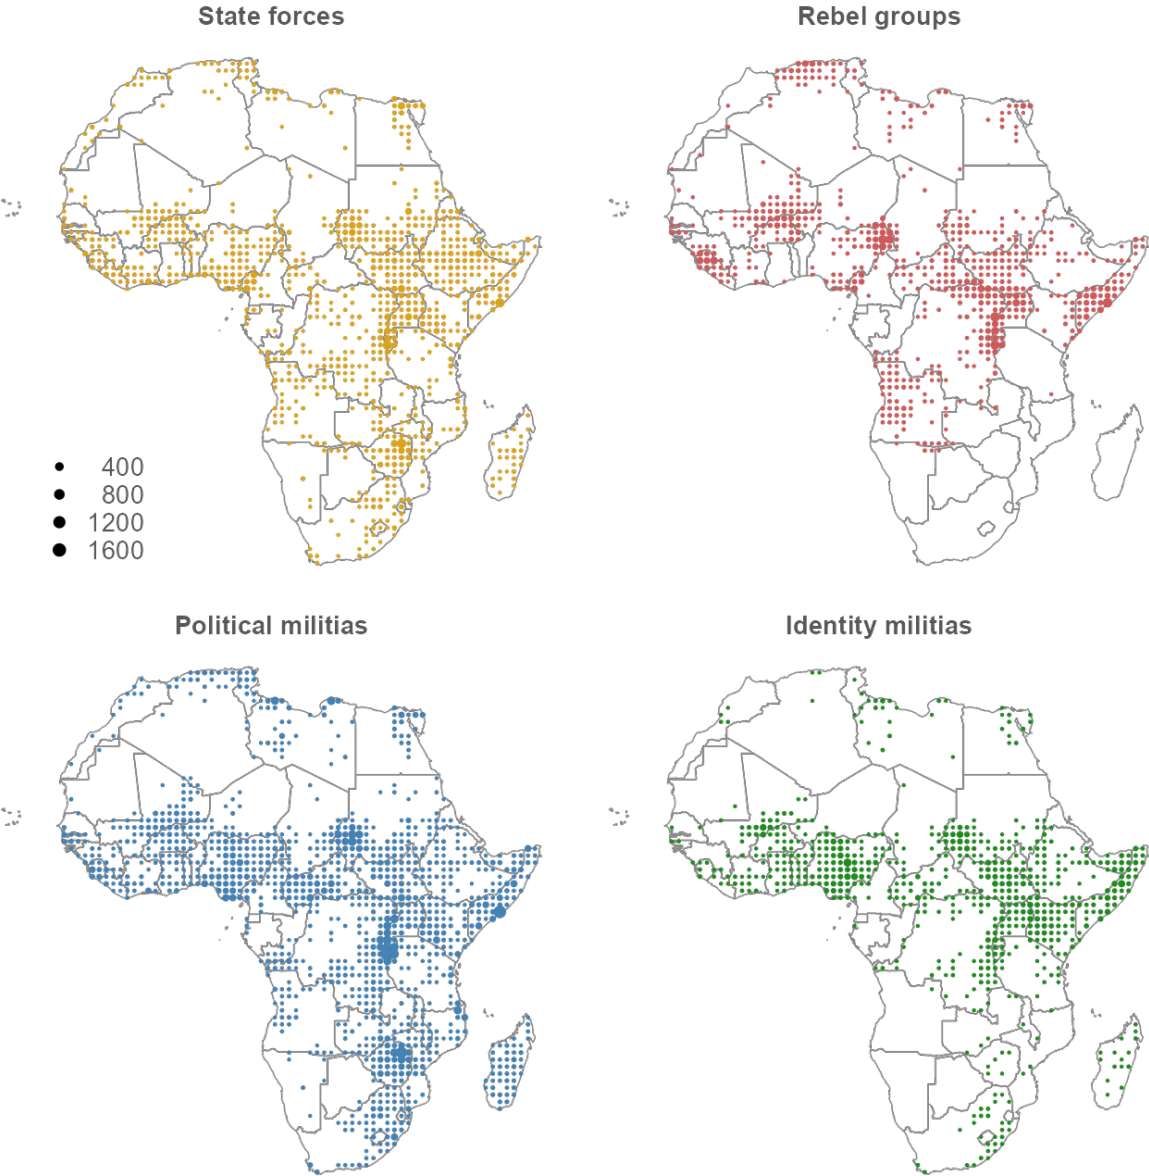 State forces
Rebel groups
400
800
1200
1600
Political militias
Identity militias